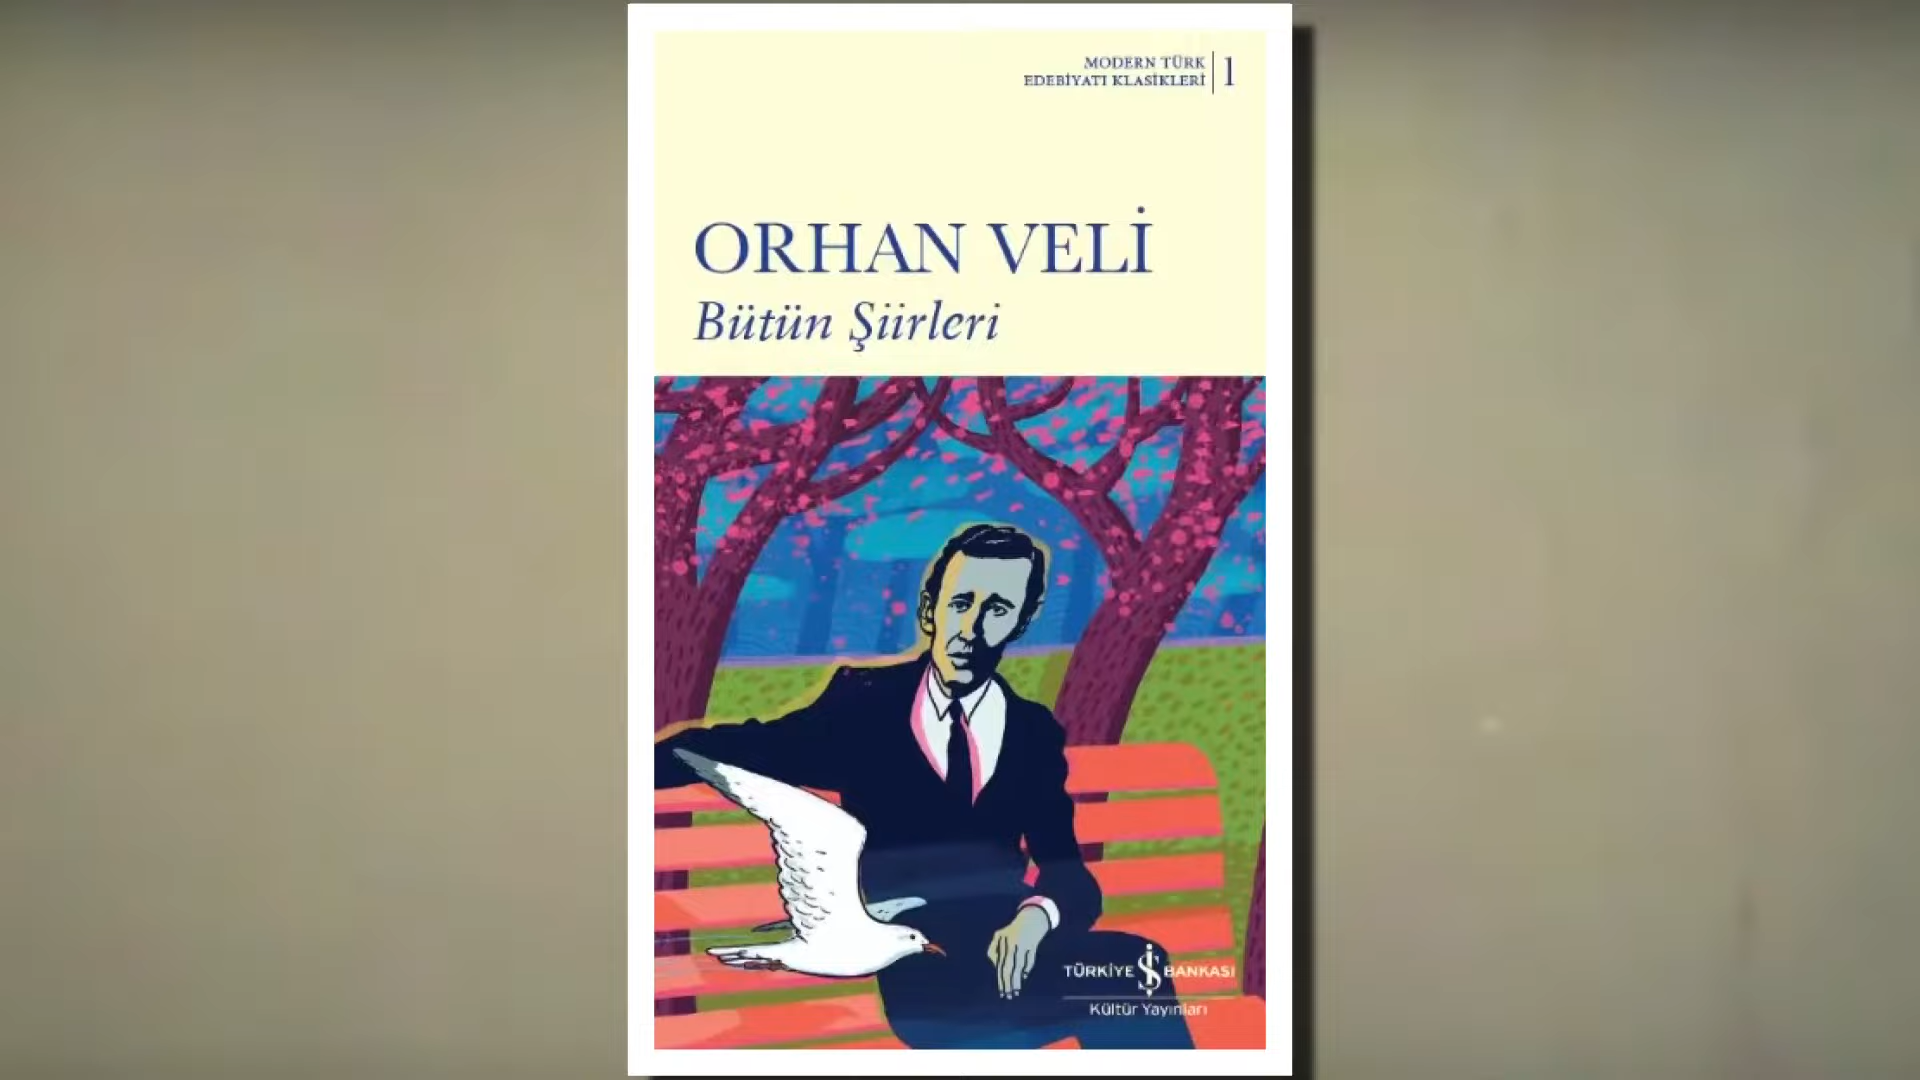 MODERN TÜRK
EDEBİYATI KLASİKLERİ
1
ORHAN VELİ
Bütün Şiirleri
TÜRKİYE İŞ BANKASI
Kültür Yayınları